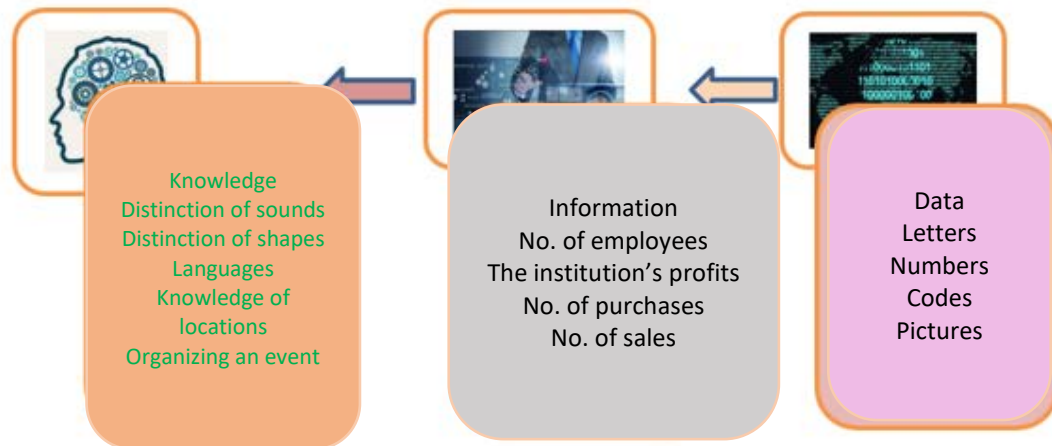 Knowledge
Distinction of sounds
Distinction of shapes
Languages
Knowledge of
locations
Organizing an event
Information
No. of employees
The institution’s profits
No. of purchases
No. of sales
Data
Letters
Numbers
Codes
Pictures